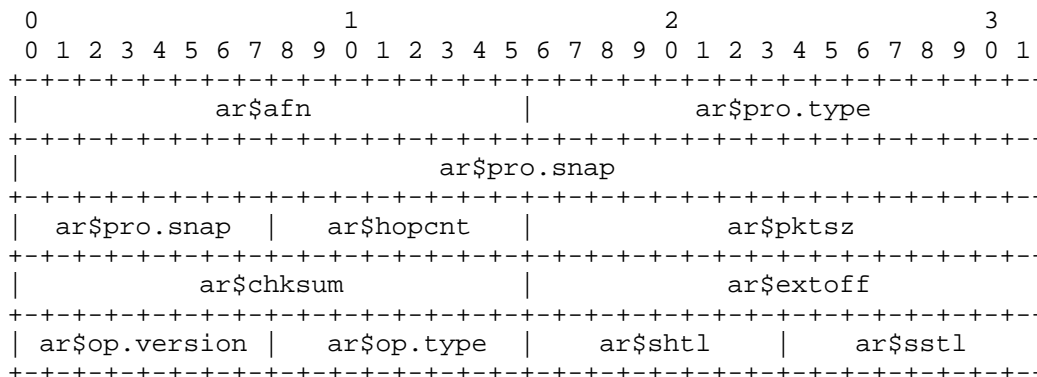 0                   1                   2                   3
 0 1 2 3 4 5 6 7 8 9 0 1 2 3 4 5 6 7 8 9 0 1 2 3 4 5 6 7 8 9 0 1
+-+-+-+-+-+-+-+-+-+-+-+-+-+-+-+-+-+-+-+-+-+-+-+-+-+-+-+-+-+-+-+--
|            ar$afn             |          ar$pro.type
+-+-+-+-+-+-+-+-+-+-+-+-+-+-+-+-+-+-+-+-+-+-+-+-+-+-+-+-+-+-+-+--
|                          ar$pro.snap
+-+-+-+-+-+-+-+-+-+-+-+-+-+-+-+-+-+-+-+-+-+-+-+-+-+-+-+-+-+-+-+--
|  ar$pro.snap  |   ar$hopcnt   |            ar$pktsz
+-+-+-+-+-+-+-+-+-+-+-+-+-+-+-+-+-+-+-+-+-+-+-+-+-+-+-+-+-+-+-+--
|           ar$chksum           |            ar$extoff
+-+-+-+-+-+-+-+-+-+-+-+-+-+-+-+-+-+-+-+-+-+-+-+-+-+-+-+-+-+-+-+--
| ar$op.version |   ar$op.type  |    ar$shtl    |    ar$sstl
+-+-+-+-+-+-+-+-+-+-+-+-+-+-+-+-+-+-+-+-+-+-+-+-+-+-+-+-+-+-+-+--